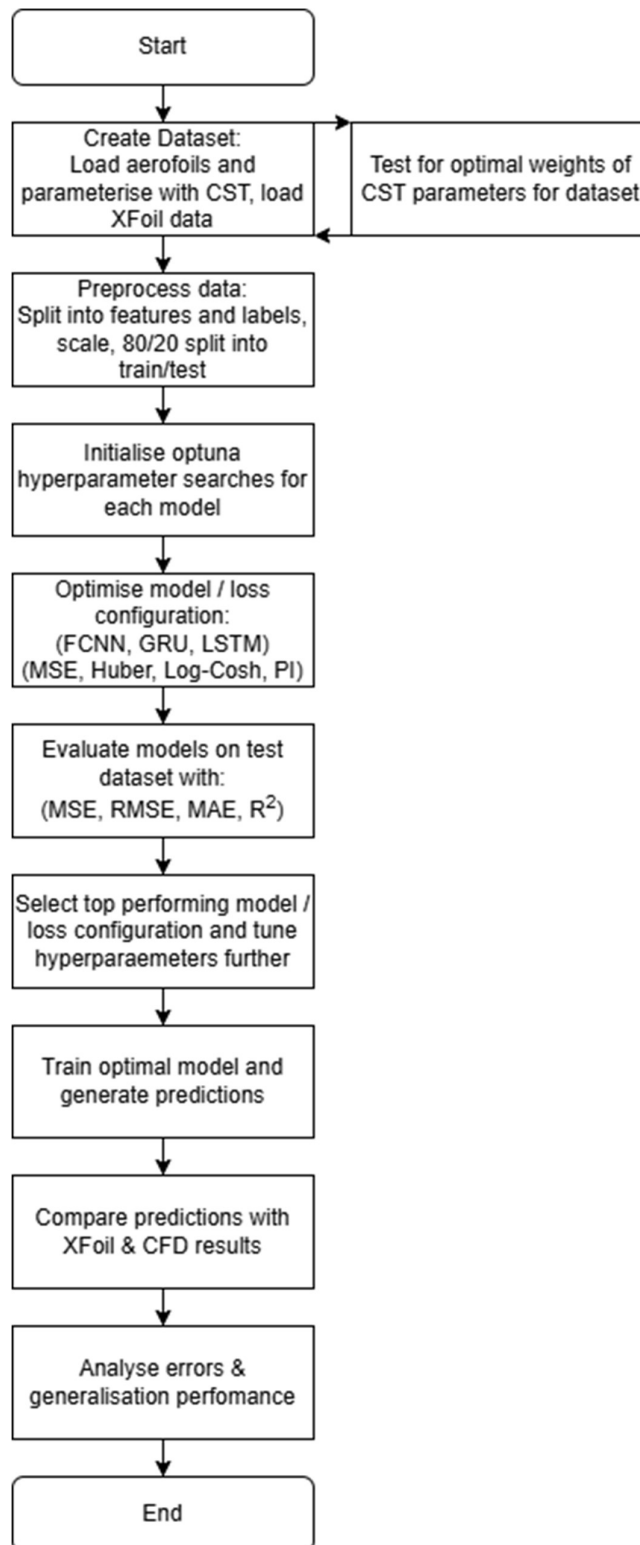 Start
Create Dataset:
Load aerofoils and
parameterise with CST, load
XFoil data
Test for optimal weights of
CST parameters for dataset
Preprocess data:
Split into features and labels,
scale, 80/20 split into
train/test
Initialise optuna
hyperparameter searches for
each model
Optimise model / loss
configuration:
(FCNN, GRU, LSTM)
(MSE, Huber, Log-Cosh, PI)
Evaluate models on test
dataset with:
(MSE, RMSE, MAE, R²)
Select top performing model /
loss configuration and tune
hyperparaemeters further
Train optimal model and
generate predictions
Compare predictions with
XFoil & CFD results
Analyse errors &
generalisation perfomance
End